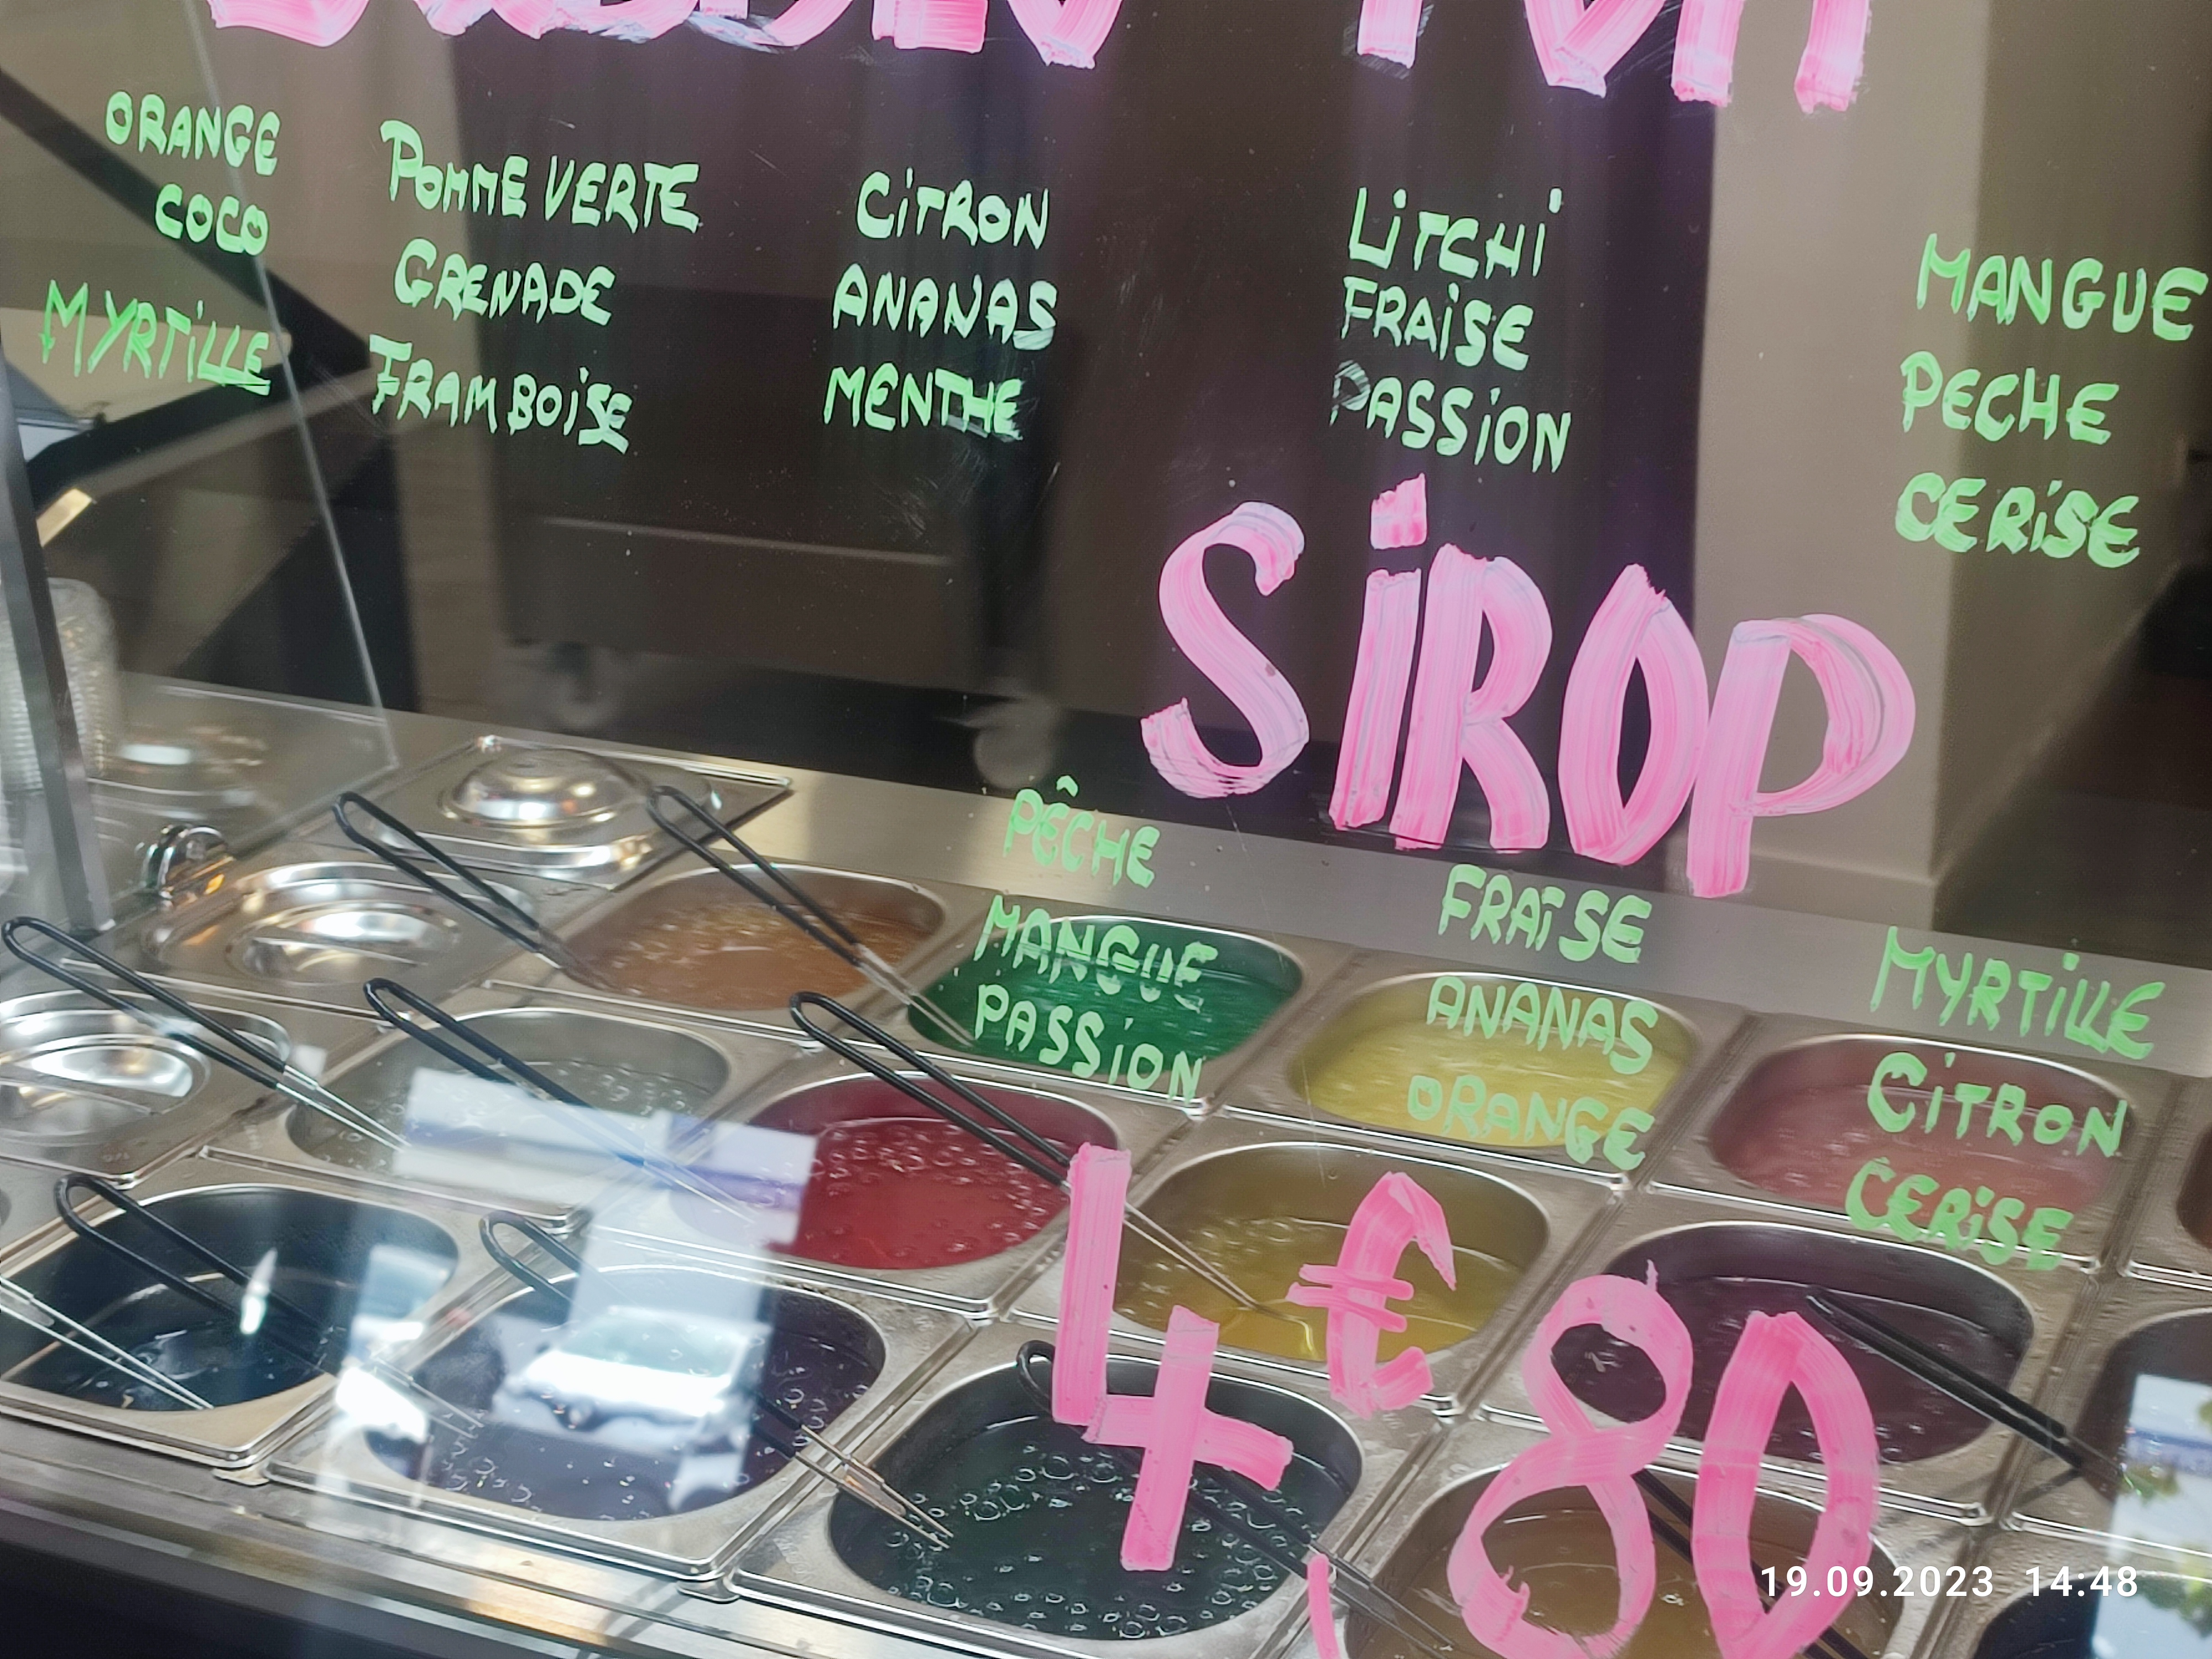 ORANGE
COCO
MYRTILLE
POMME VERTE
GRENADE
FRAMBOISE
CITRON
ANANAS
MENTHE
LITCHI
FRAISE
PASSION
MANGUE
PECHE
CERISE
SIROP
PÊCHE
MANGUE
PASSION
FRAISE
ANANAS
ORANGE
MYRTILLE
CITRON
CERISE
4€80
19.09.2023 14:48